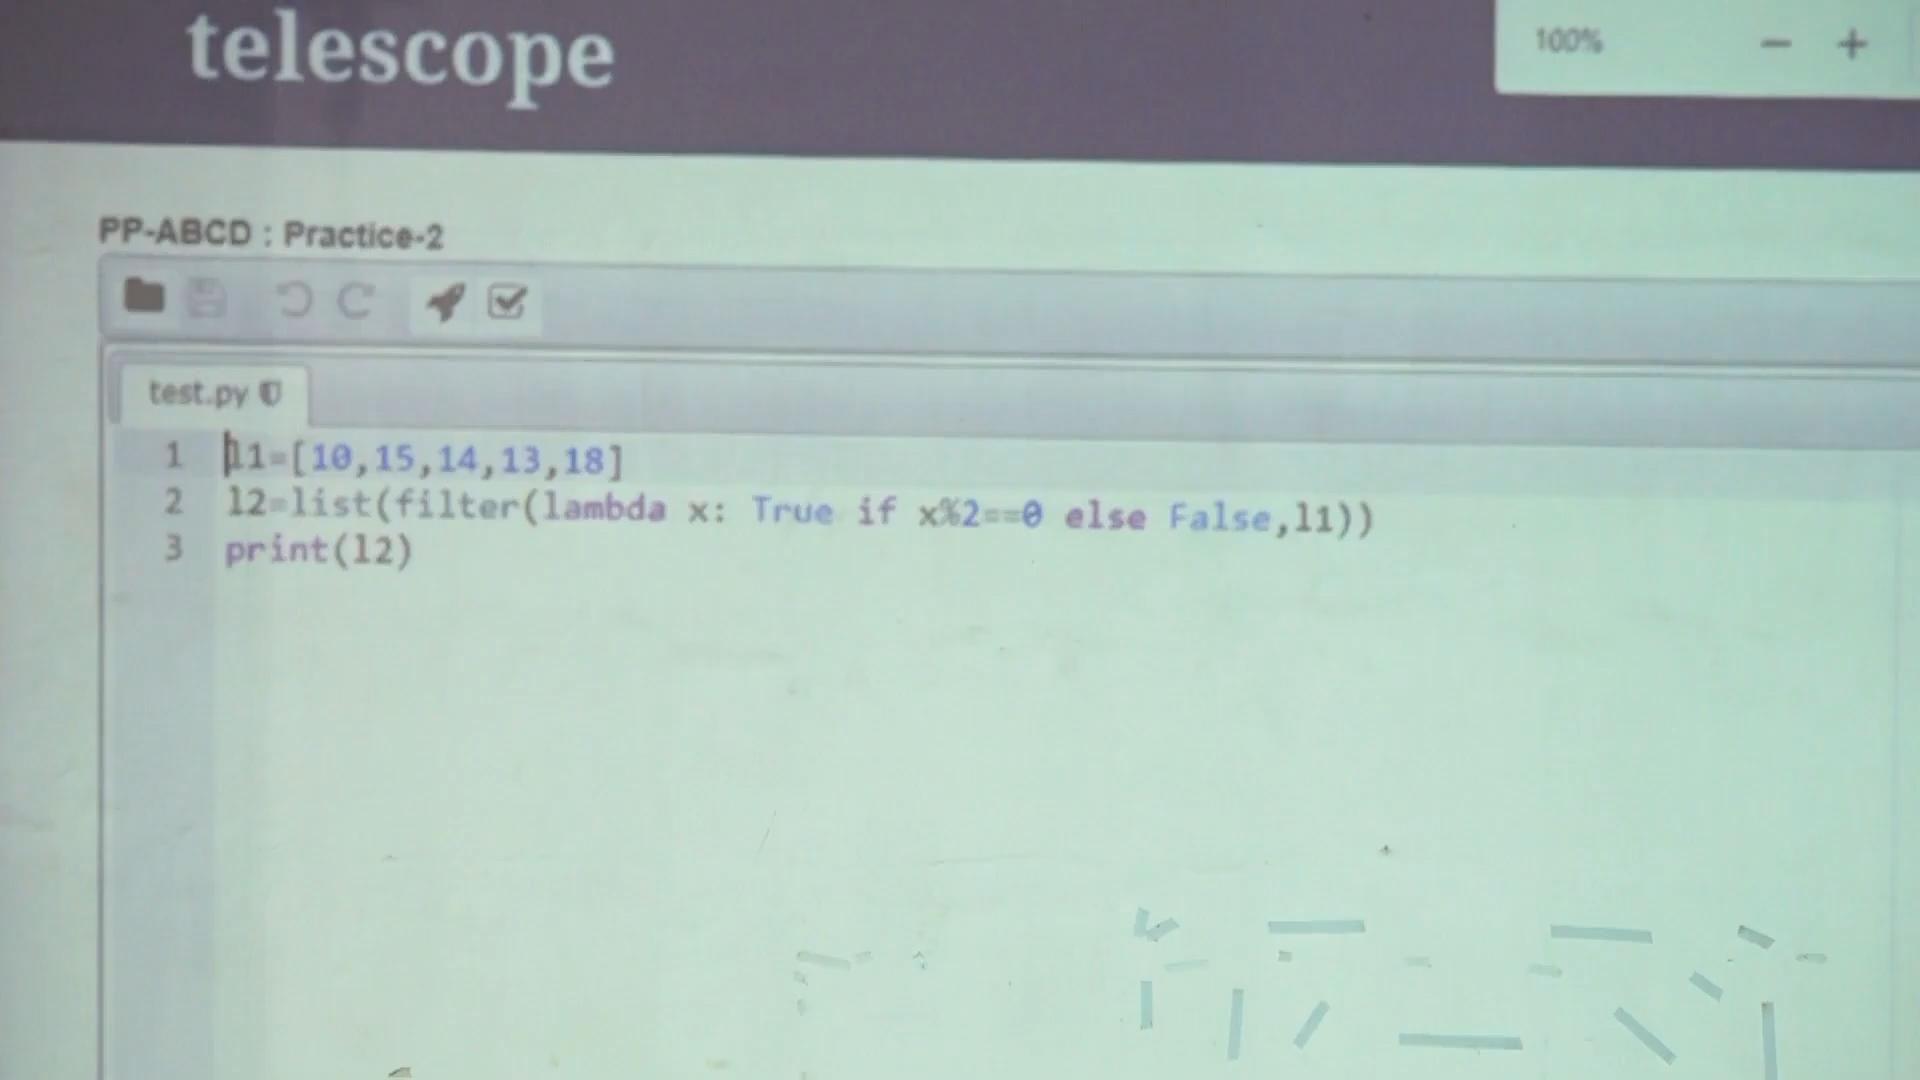 telescope
100% − +
PP-ABCD : Practice-2
test.py
1 l1=[10,15,14,13,18]
2 l2=list(filter(lambda x: True if x%2==0 else False,l1))
3 print(l2)